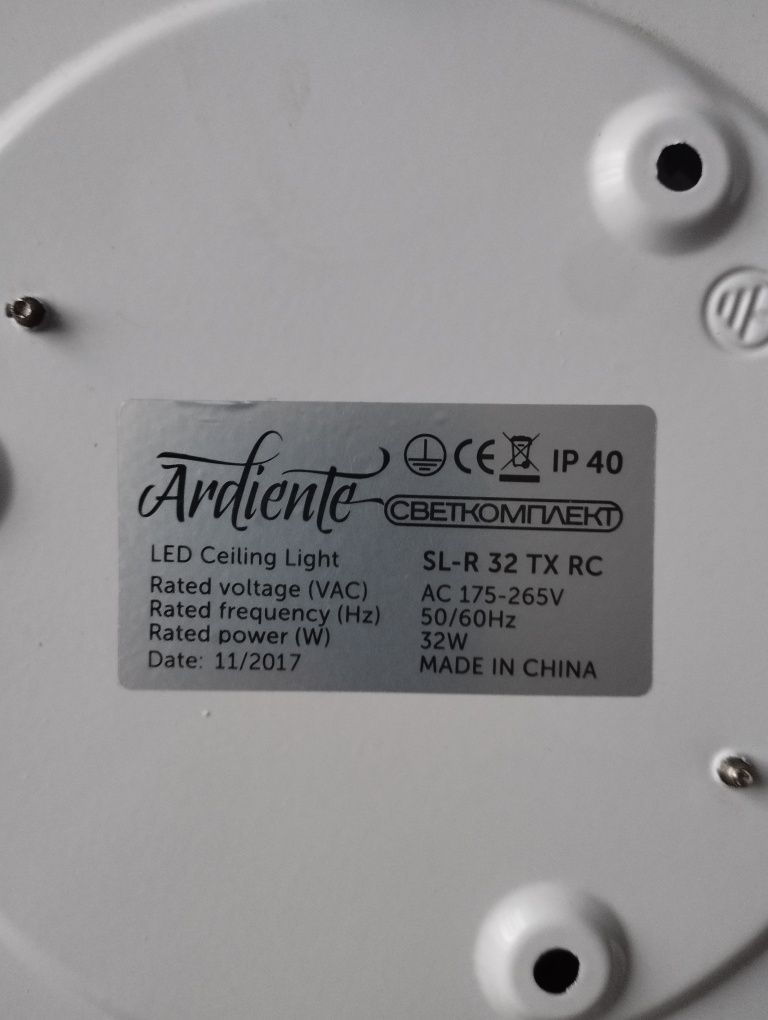 Ardiente
CE IP 40
СВЕТКОМПЛЕКТ
LED Ceiling Light SL-R 32 TX RC
Rated voltage (VAC) AC 175-265V
Rated frequency (Hz) 50/60Hz
Rated power (W) 32W
Date: 11/2017 MADE IN CHINA